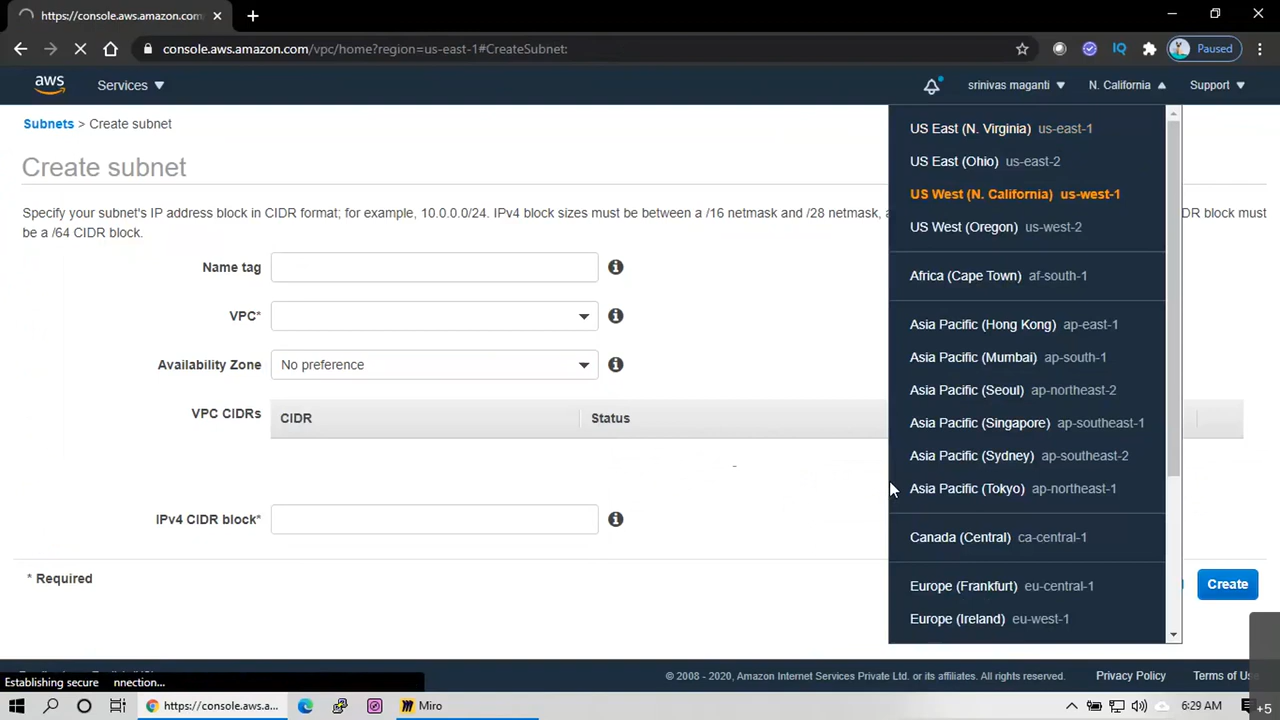 https://console.aws.amazon.com
console.aws.amazon.com/vpc/home?region=us-east-1#CreateSubnet:
IQ
Paused
aws
Services
srinivas maganti
N. California
Support
Subnets > Create subnet
Create subnet
Specify your subnet's IP address block in CIDR format; for example, 10.0.0.0/24. IPv4 block sizes must be between a /16 netmask and /28 netmask, DR block must
be a /64 CIDR block.
Name tag
VPC*
Availability Zone
No preference
VPC CIDRs
CIDR
Status
-
IPv4 CIDR block*
* Required
Create
US East (N. Virginia) us-east-1
US East (Ohio) us-east-2
US West (N. California) us-west-1
US West (Oregon) us-west-2
Africa (Cape Town) af-south-1
Asia Pacific (Hong Kong) ap-east-1
Asia Pacific (Mumbai) ap-south-1
Asia Pacific (Seoul) ap-northeast-2
Asia Pacific (Singapore) ap-southeast-1
Asia Pacific (Sydney) ap-southeast-2
Asia Pacific (Tokyo) ap-northeast-1
Canada (Central) ca-central-1
Europe (Frankfurt) eu-central-1
Europe (Ireland) eu-west-1
© 2008 - 2020, Amazon Internet Services Private Ltd. or its affiliates. All rights reserved.
Privacy Policy
Terms of
Establishing secure nnection...
https://console.aws.amazon.com/vpc/home
Miro
6:29 AM
+5